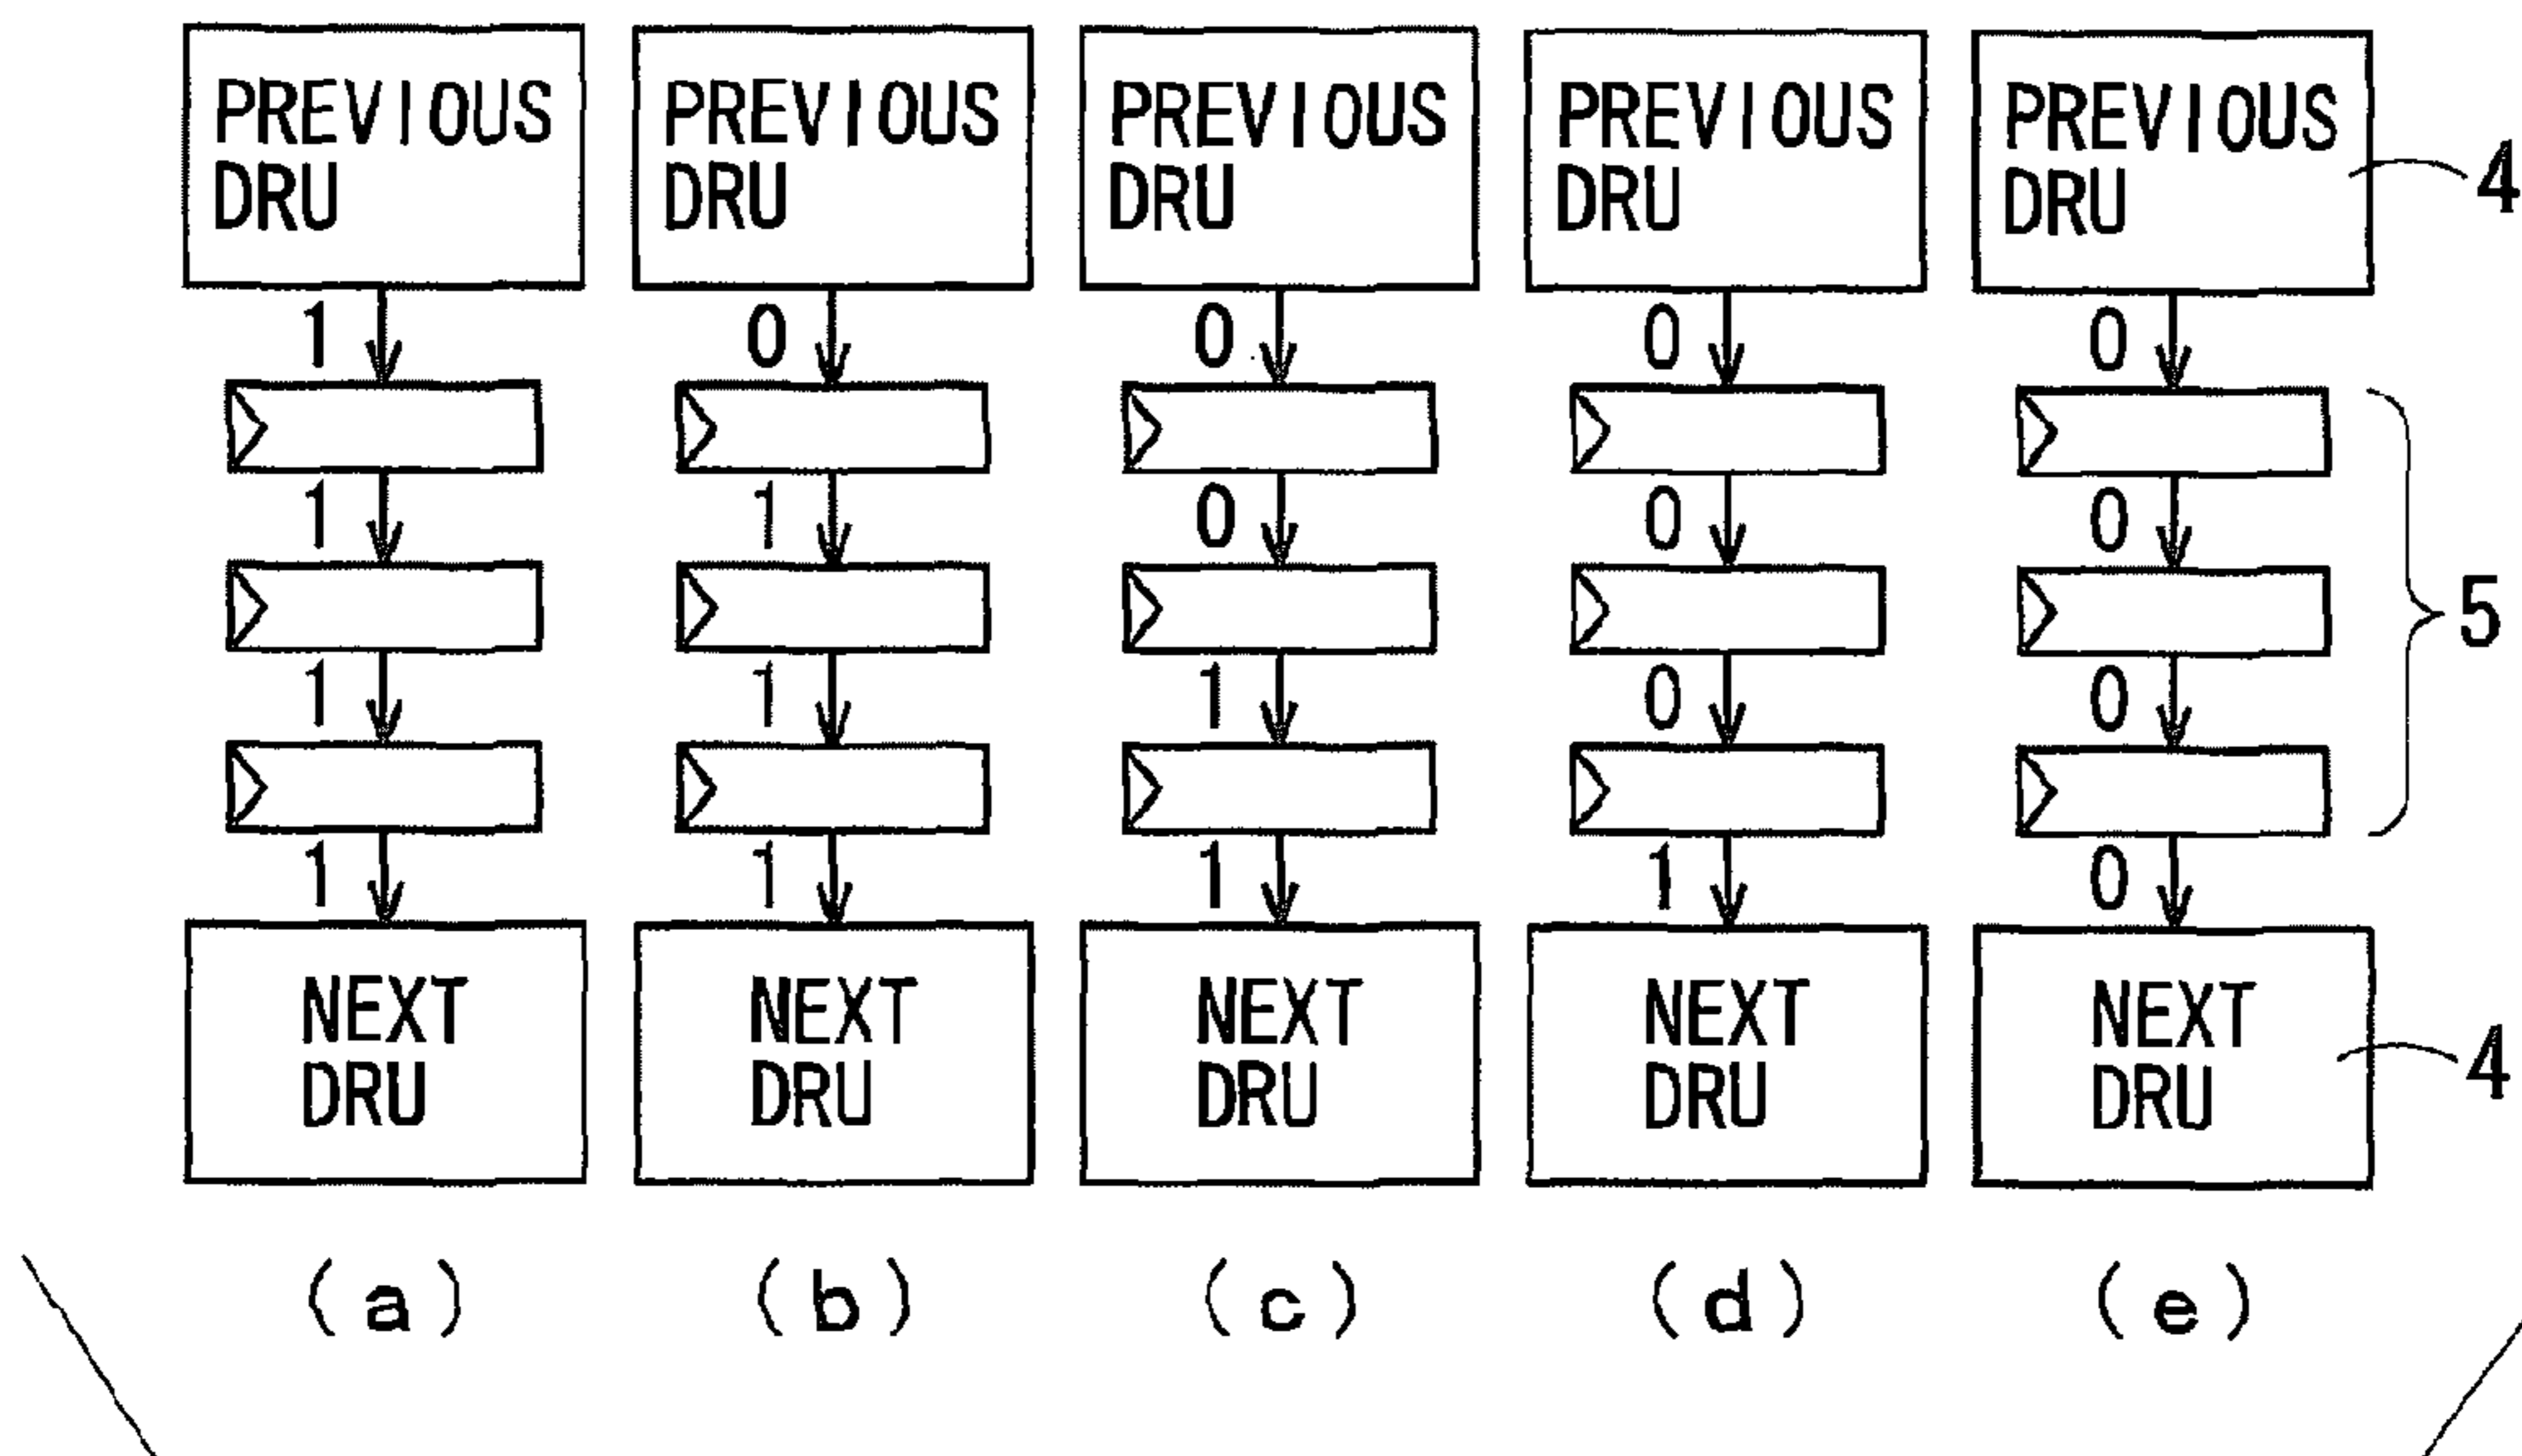 PREVIOUS PREVIOUS PREVIOUS PREVIOUS PREVIOUS
DRU DRU DRU DRU DRU 4
1 0 0 0 0
1 1 0 0 0
5
1 1 1 0 0
1 1 1 1 0
NEXT NEXT NEXT NEXT NEXT
DRU DRU DRU DRU DRU 4
(a) (b) (c) (d) (e)